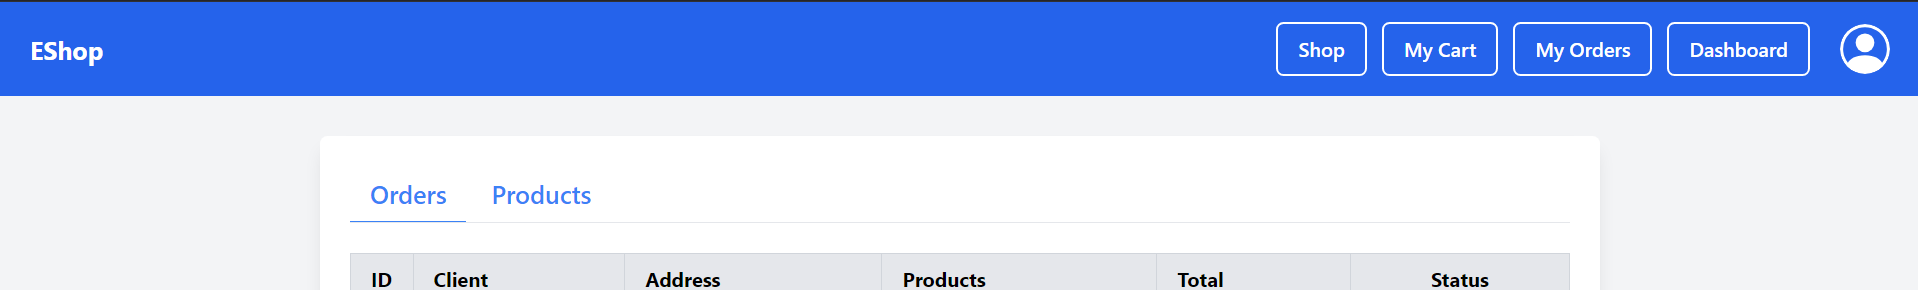 EShop Shop My Cart My Orders Dashboard
Orders Products
ID Client Address Products Total Status